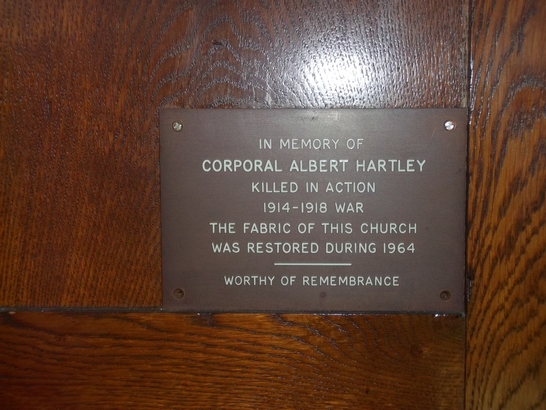 IN MEMORY OF
CORPORAL ALBERT HARTLEY
KILLED IN ACTION
1914-1918 WAR
THE FABRIC OF THIS CHURCH
WAS RESTORED DURING 1964
WORTHY OF REMEMBRANCE